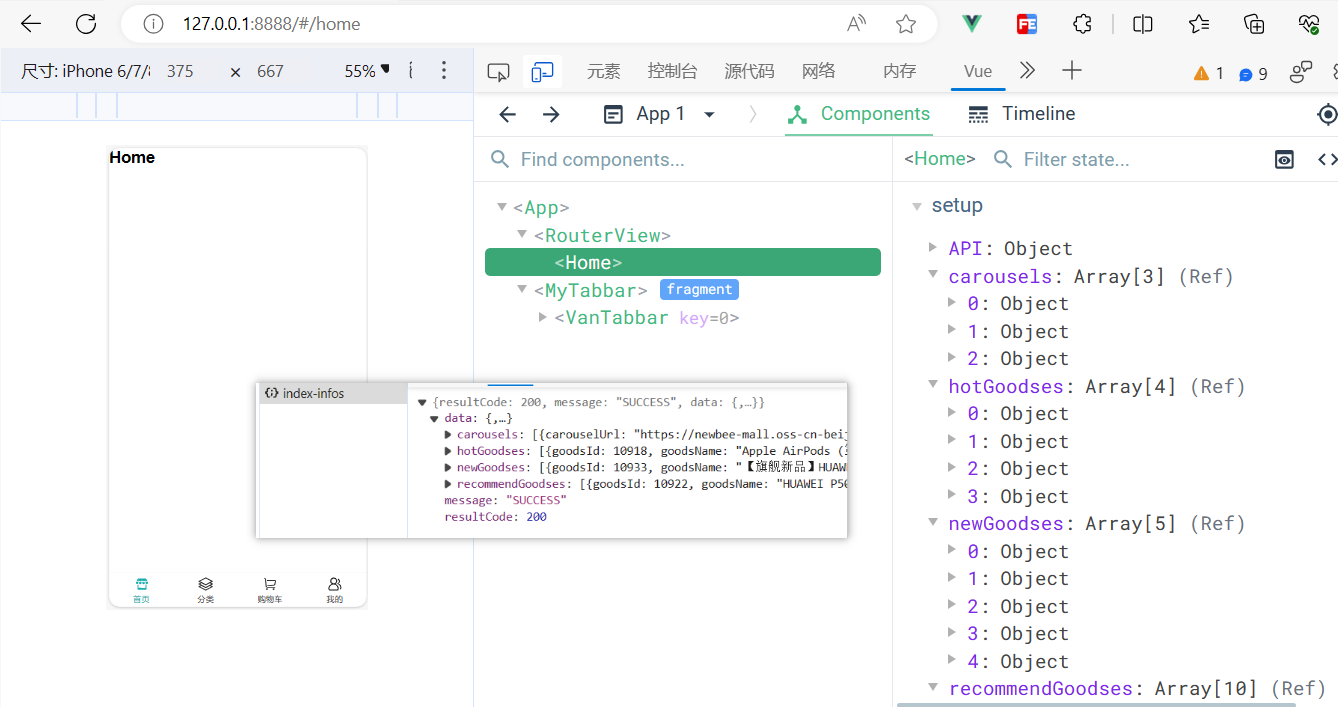 127.0.0.1:8888/#/home
尺寸: iPhone 6/7/8 375 × 667 55%
元素 控制台 源代码 网络 内存 Vue 1 9
App 1 Components Timeline
Find components...
<Home> Filter state...
Home
<App>
<RouterView>
<Home>
<MyTabbar> fragment
<VanTabbar key=0>
setup
API: Object
carousels: Array[3] (Ref)
0: Object
1: Object
2: Object
hotGoodses: Array[4] (Ref)
0: Object
1: Object
2: Object
3: Object
newGoodses: Array[5] (Ref)
0: Object
1: Object
2: Object
3: Object
4: Object
recommendGoodses: Array[10] (Ref)
index-infos
{resultCode: 200, message: "SUCCESS", data: {,…}}
data: {,…}
carousels: [{carouselUrl: "https://newbee-mall.oss-cn-beij
hotGoodses: [{goodsId: 10918, goodsName: "Apple AirPods (
newGoodses: [{goodsId: 10933, goodsName: "【旗舰新品】HUAWE
recommendGoodses: [{goodsId: 10922, goodsName: "HUAWEI P50
message: "SUCCESS"
resultCode: 200
首页 分类 购物车 我的